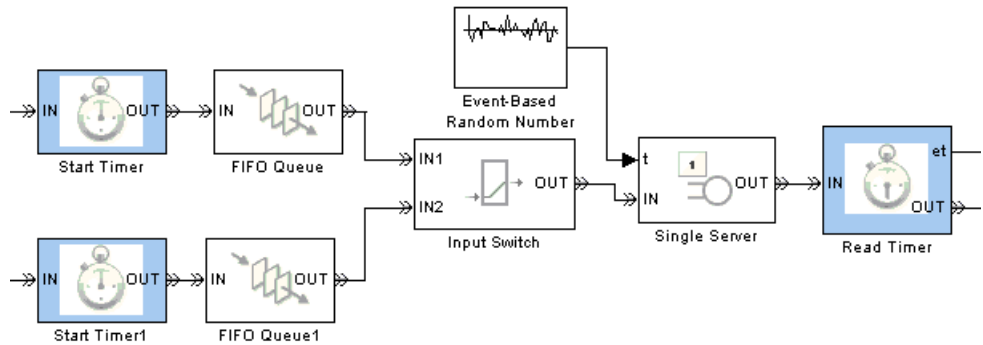 IN
OUT
Start Timer
IN
OUT
FIFO Queue
Event-Based
Random Number
IN1
IN2
OUT
Input Switch
t
IN
1
OUT
Single Server
IN
et
OUT
Read Timer
IN
OUT
Start Timer1
IN
OUT
FIFO Queue1